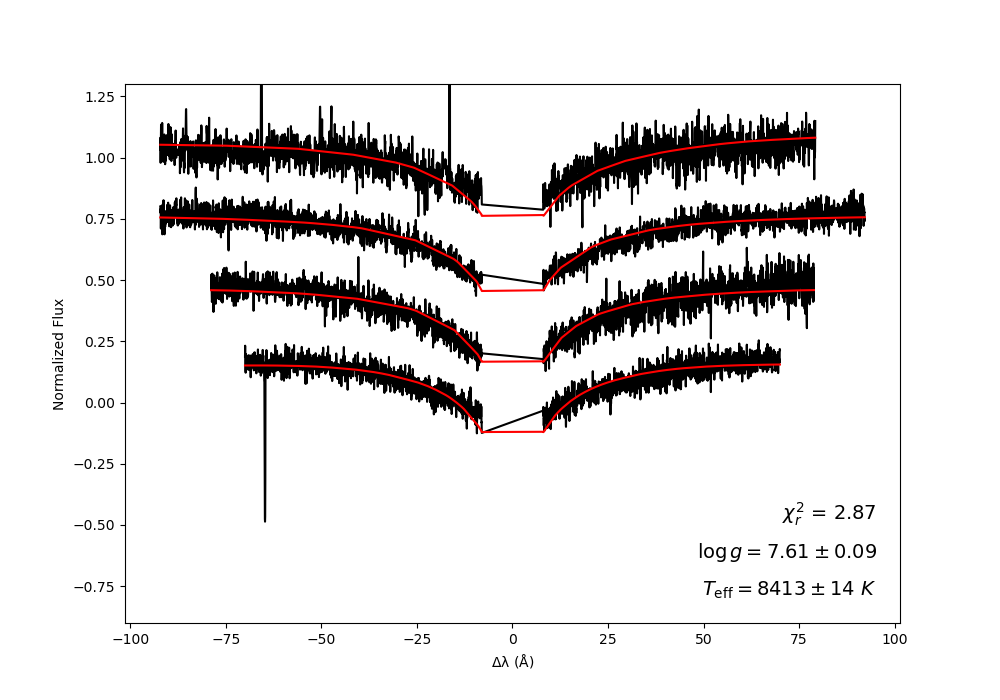 1.25
1.00
0.75
0.50
0.25
0.00
−0.25
−0.50
−0.75
Normalized Flux
χ²ᵣ = 2.87
log g = 7.61 ± 0.09
T_eff = 8413 ± 14 K
−100 −75 −50 −25 0 25 50 75 100
Δλ (Å)